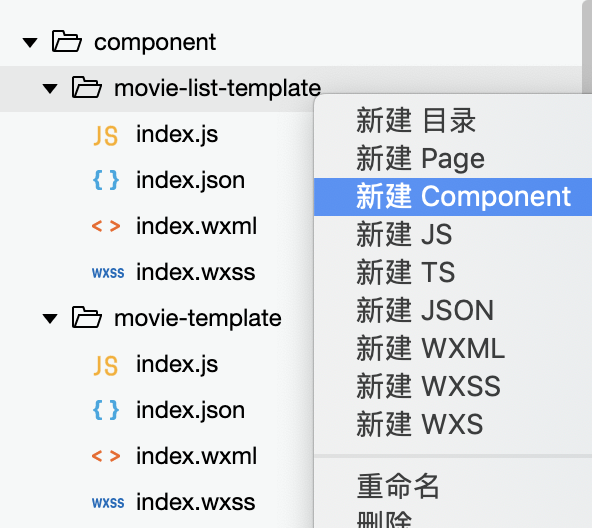 component
movie-list-template
JS index.js
{ } index.json
< > index.wxml
wxss index.wxss
movie-template
JS index.js
{ } index.json
< > index.wxml
wxss index.wxss
新建 目录
新建 Page
新建 Component
新建 JS
新建 TS
新建 JSON
新建 WXML
新建 WXSS
新建 WXS
重命名
删除